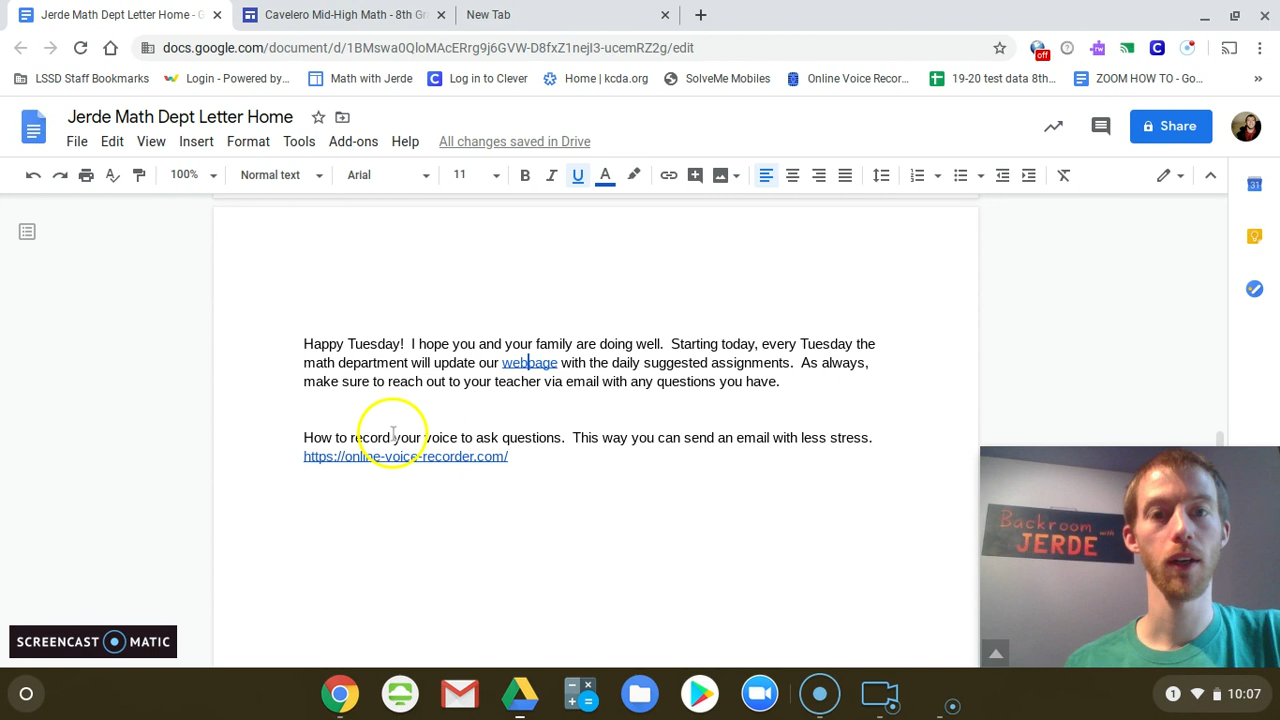 Jerde Math Dept Letter Home - G
Cavelero Mid-High Math - 8th Gr
New Tab
docs.google.com/document/d/1BMswa0QloMAcERrg9j6GVW-D8fxZ1nejI3-ucemRZ2g/edit
off
rw
C
LSSD Staff Bookmarks
Login - Powered by...
Math with Jerde
Log in to Clever
Home | kcda.org
SolveMe Mobiles
Online Voice Recor...
19-20 test data 8th...
ZOOM HOW TO - Go...
»
Jerde Math Dept Letter Home
File Edit View Insert Format Tools Add-ons Help All changes saved in Drive
Share
100% Normal text Arial 11 B I U A
31
Happy Tuesday! I hope you and your family are doing well. Starting today, every Tuesday the
math department will update our webpage with the daily suggested assignments. As always,
make sure to reach out to your teacher via email with any questions you have.
How to record your voice to ask questions. This way you can send an email with less stress.
https://online-voice-recorder.com/
Backroom with
JERDE
SCREENCAST MATIC
1 10:07